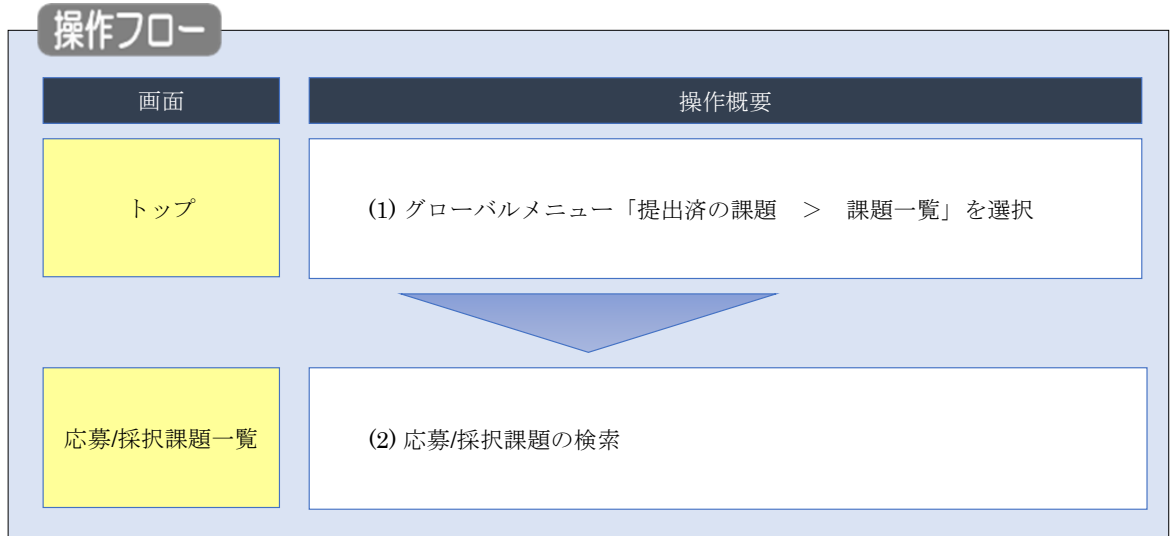 操作フロー
画面
操作概要
トップ
(1) グローバルメニュー「提出済の課題　＞　課題一覧」を選択
応募/採択課題一覧
(2) 応募/採択課題の検索